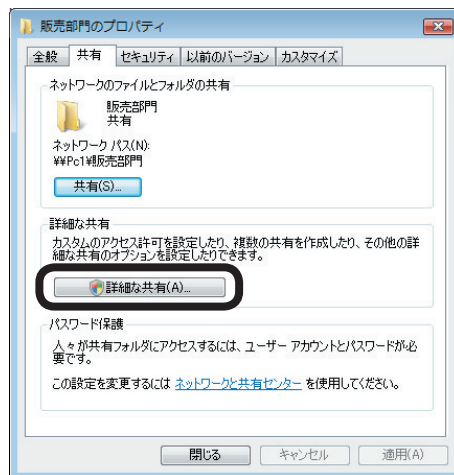 販売部門のプロパティ
全般 共有 セキュリティ 以前のバージョン カスタマイズ
ネットワークのファイルとフォルダの共有
販売部門
共有
ネットワーク パス(N):
¥¥Pc1¥販売部門
共有(S)...
詳細な共有
カスタムのアクセス許可を設定したり、複数の共有を作成したり、その他の詳
細な共有のオプションを設定したりできます。
詳細な共有(A)...
パスワード保護
人々が共有フォルダにアクセスするには、ユーザー アカウントとパスワードが必
要です。
この設定を変更するには ネットワークと共有センター を使用してください。
閉じる キャンセル 適用(A)